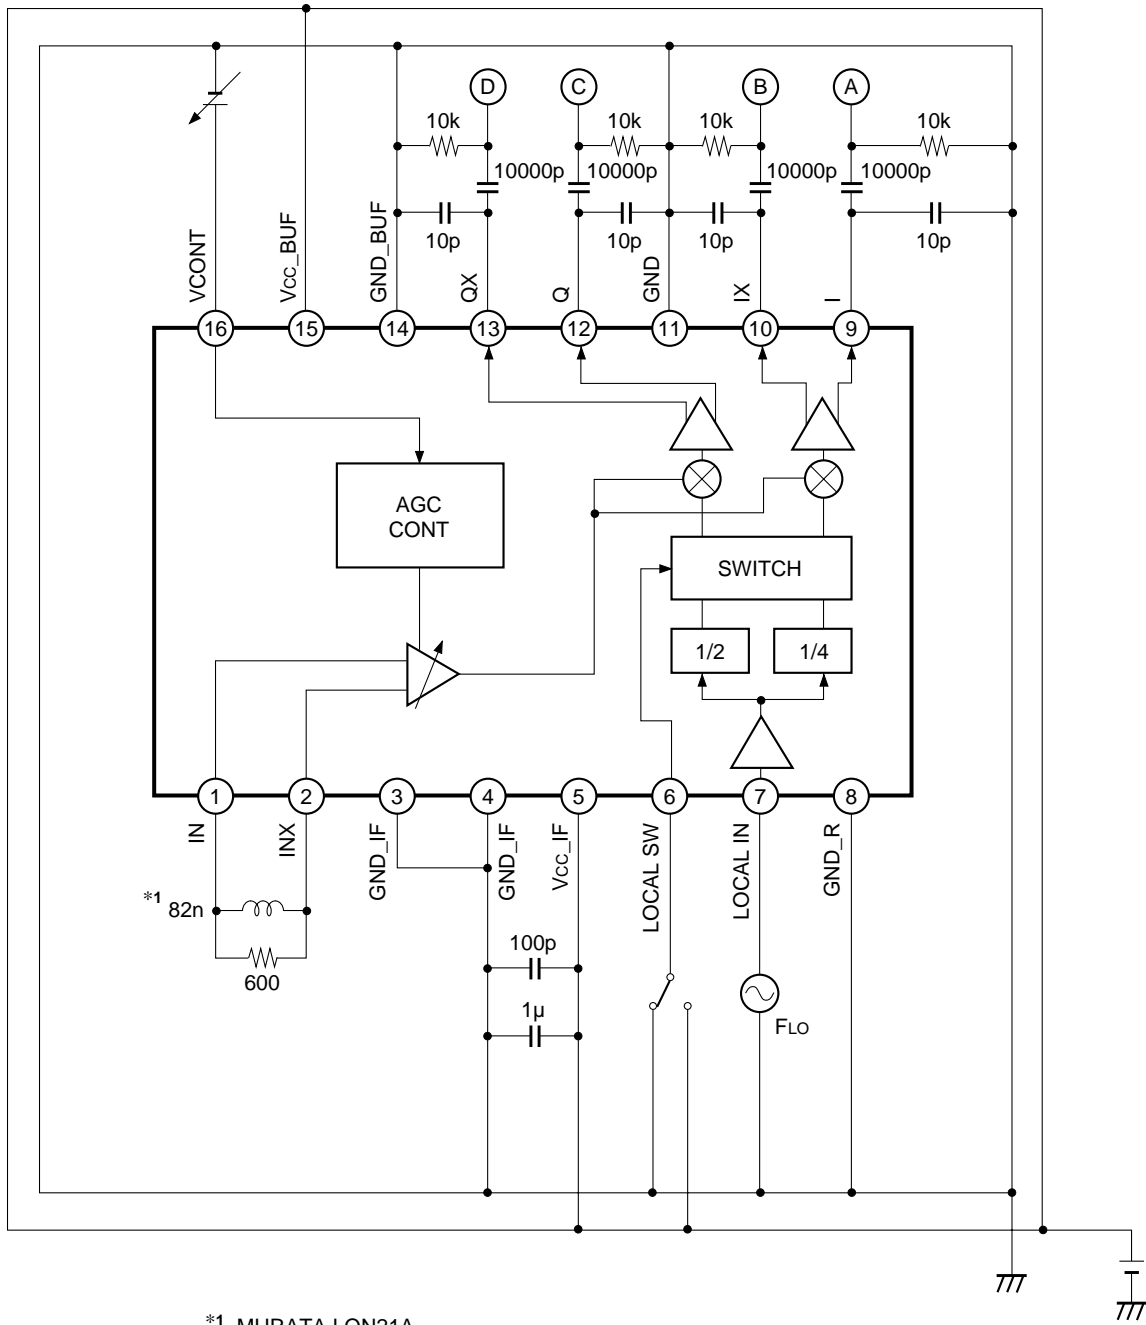 D
C
B
A
10k
10k
10k
10k
10000p
10000p
10000p
10000p
10p
10p
10p
10p
VCONT
VCC_BUF
GND_BUF
QX
Q
GND
IX
I
16
15
14
13
12
11
10
9
AGC
CONT
SWITCH
1/2
1/4
1
2
3
4
5
6
7
8
IN
INX
GND_IF
GND_IF
VCC_IF
LOCAL SW
LOCAL IN
GND_R
*1 82n
600
100p
1µ
FLO
*1